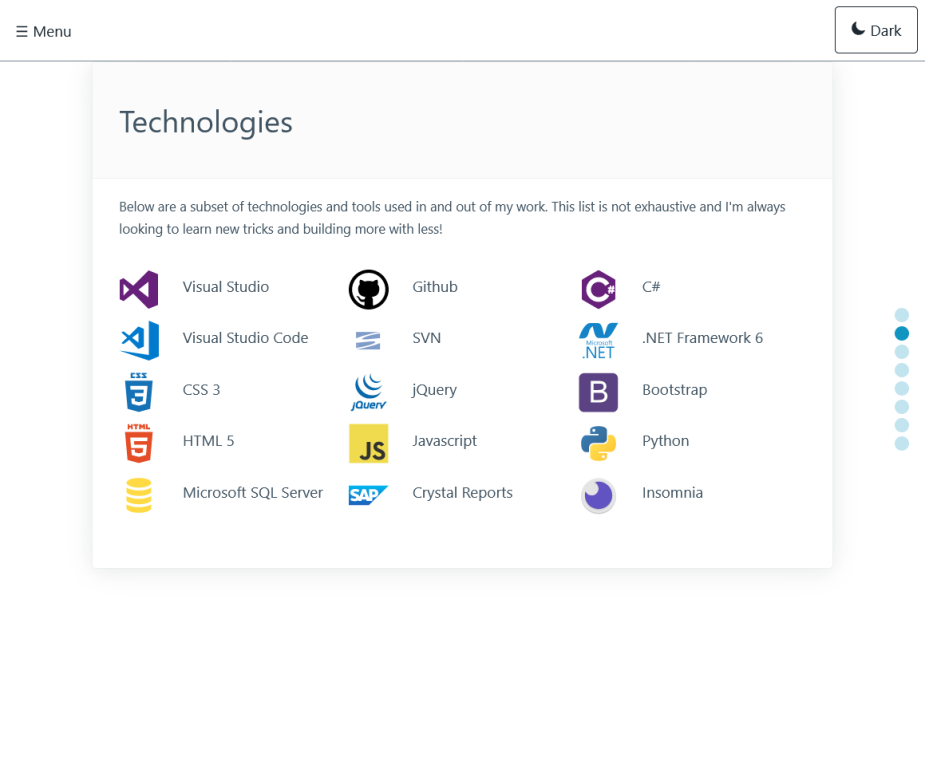 ☰ Menu
Dark
Technologies
Below are a subset of technologies and tools used in and out of my work. This list is not exhaustive and I'm always
looking to learn new tricks and building more with less!
Visual Studio
Github
C#
C#
Visual Studio Code
SVN
Microsoft
.NET
.NET Framework 6
CSS
3
CSS 3
jQuery
jQuery
B
Bootstrap
HTML
5
HTML 5
JS
Javascript
Python
Microsoft SQL Server
SAP
Crystal Reports
Insomnia